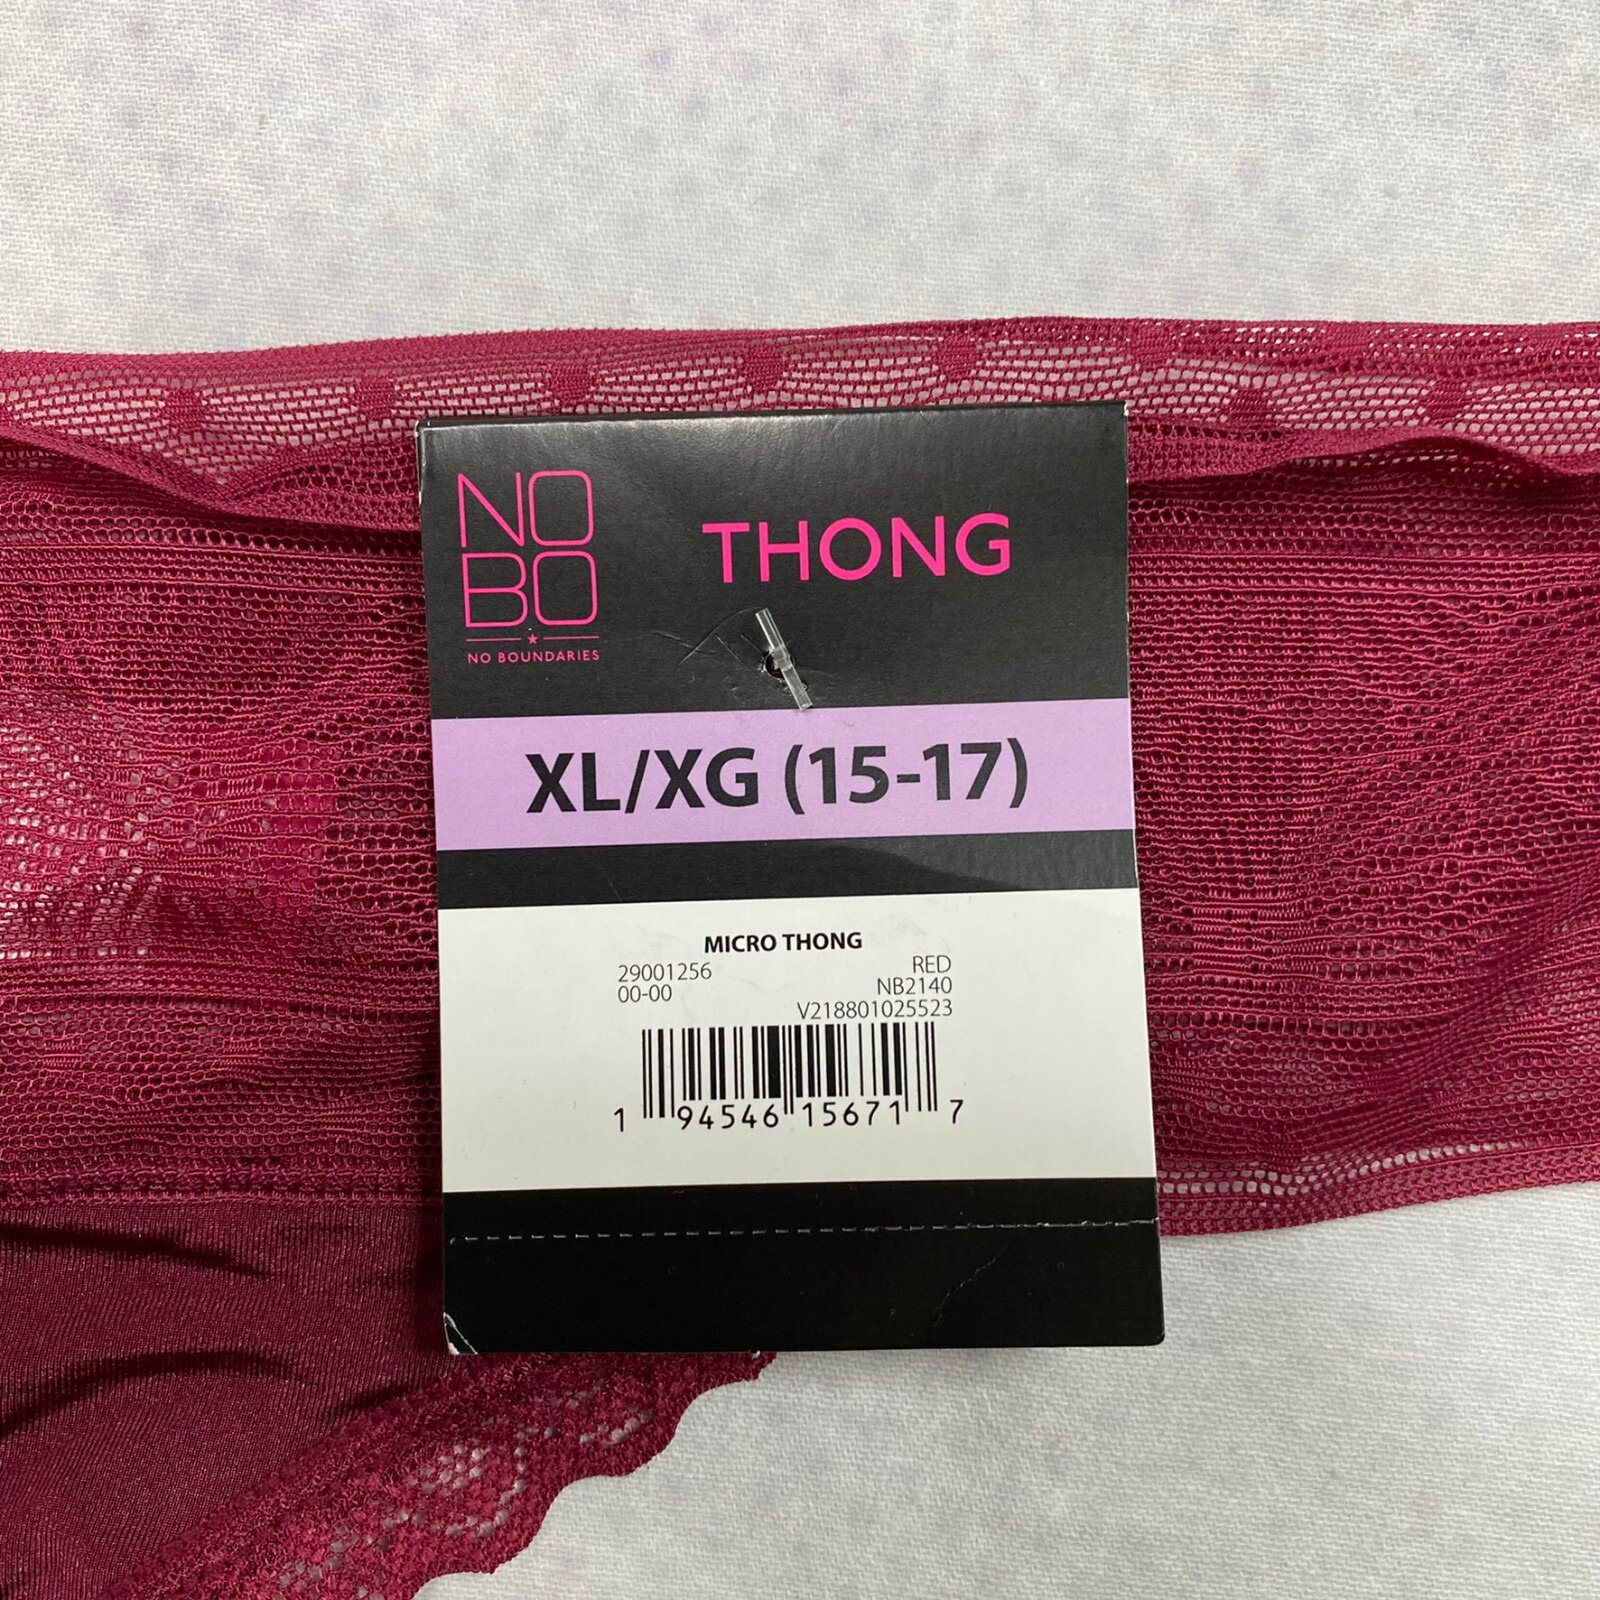 NO
BO
NO BOUNDARIES
THONG
XL/XG (15-17)
MICRO THONG
29001256 RED
00-00 NB2140
V218801025523
1 94546 15671 7